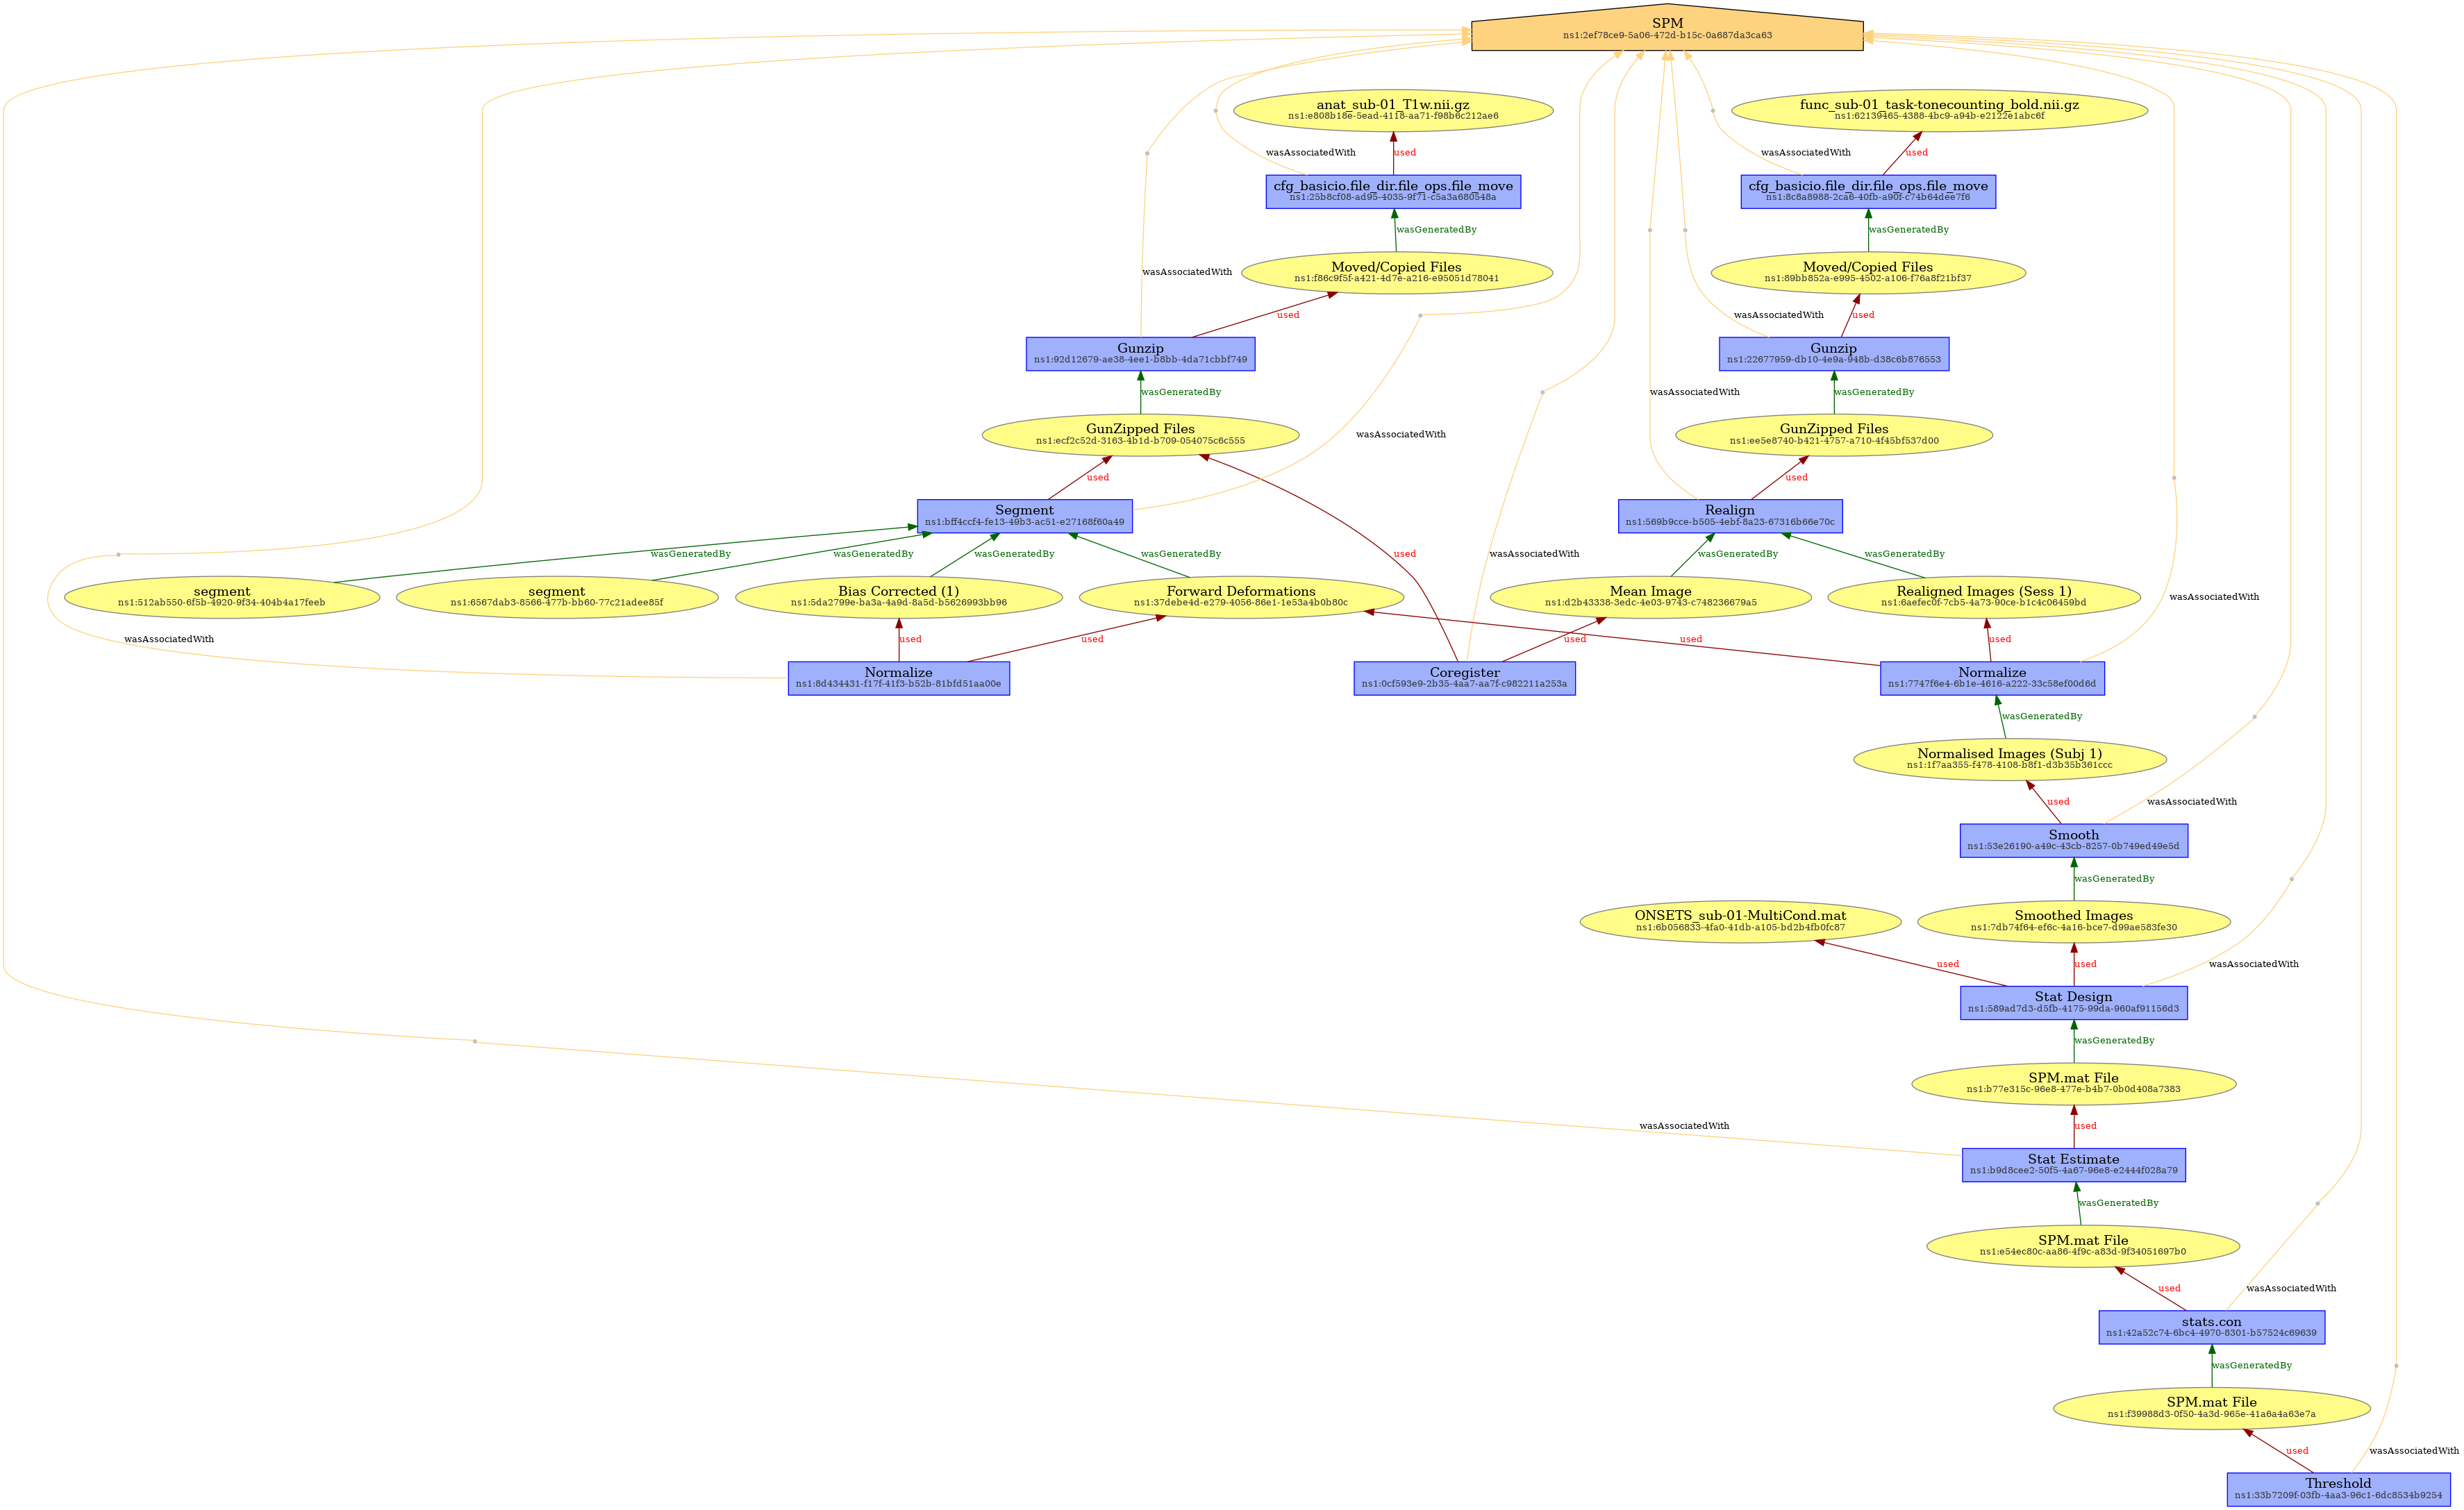 SPM
ns1:2ef78ce9-5a06-472d-b15c-0a687da3ca63
anat_sub-01_T1w.nii.gz
ns1:e808b18e-5ead-4118-aa71-f98b6c212ae6
func_sub-01_task-tonecounting_bold.nii.gz
ns1:62139465-4388-4bc9-a94b-e2122e1abc6f
wasAssociatedWith
used
wasAssociatedWith
used
cfg_basicio.file_dir.file_ops.file_move
ns1:25b8cf08-ad95-4035-9f71-c5a3a680548a
cfg_basicio.file_dir.file_ops.file_move
ns1:8c8a8988-2ca6-40fb-a90f-c74b64dee7f6
wasGeneratedBy
wasGeneratedBy
wasAssociatedWith
Moved/Copied Files
ns1:f86c9f5f-a421-4d7e-a216-e95051d78041
Moved/Copied Files
ns1:89bb852a-e995-4502-a106-f76a8f21bf37
used
wasAssociatedWith
used
Gunzip
ns1:92d12679-ae38-4ee1-b8bb-4da71cbbf749
Gunzip
ns1:22677959-db10-4e9a-948b-d38c6b876553
wasGeneratedBy
wasAssociatedWith
wasGeneratedBy
GunZipped Files
ns1:ecf2c52d-3163-4b1d-b709-054075c6c555
wasAssociatedWith
GunZipped Files
ns1:ee5e8740-b421-4757-a710-4f45bf537d00
used
used
Segment
ns1:bff4ccf4-fe13-49b3-ac51-e27168f60a49
Realign
ns1:569b9cce-b505-4ebf-8a23-67316b66e70c
wasGeneratedBy
wasGeneratedBy
wasGeneratedBy
wasGeneratedBy
used
wasAssociatedWith
wasGeneratedBy
wasGeneratedBy
segment
ns1:512ab550-6f5b-4920-9f34-404b4a17feeb
segment
ns1:6567dab3-8566-477b-bb60-77c21adee85f
Bias Corrected (1)
ns1:5da2799e-ba3a-4a9d-8a5d-b5626993bb96
Forward Deformations
ns1:37debe4d-e279-4056-86e1-1e53a4b0b80c
Mean Image
ns1:d2b43338-3edc-4e03-9743-c748236679a5
Realigned Images (Sess 1)
ns1:6aefec0f-7cb5-4a73-90ce-b1c4c06459bd
wasAssociatedWith
wasAssociatedWith
used
used
used
used
used
Normalize
ns1:8d434431-f17f-41f3-b52b-81bfd51aa00e
Coregister
ns1:0cf593e9-2b35-4aa7-aa7f-c982211a253a
Normalize
ns1:7747f6e4-6b1e-4616-a222-33c58ef00d6d
wasGeneratedBy
Normalised Images (Subj 1)
ns1:1f7aa355-f478-4108-b8f1-d3b35b361ccc
used
wasAssociatedWith
Smooth
ns1:53e26190-a49c-43cb-8257-0b749ed49e5d
wasGeneratedBy
ONSETS_sub-01-MultiCond.mat
ns1:6b056833-4fa0-41db-a105-bd2b4fb0fc87
Smoothed Images
ns1:7db74f64-ef6c-4a16-bce7-d99ae583fe30
used
used
wasAssociatedWith
Stat Design
ns1:589ad7d3-d5fb-4175-99da-960af91156d3
wasGeneratedBy
SPM.mat File
ns1:b77e315c-96e8-477e-b4b7-0b0d408a7383
wasAssociatedWith
used
Stat Estimate
ns1:b9d8cee2-50f5-4a67-96e8-e2444f028a79
wasGeneratedBy
SPM.mat File
ns1:e54ec80c-aa86-4f9c-a83d-9f34051697b0
used
wasAssociatedWith
stats.con
ns1:42a52c74-6bc4-4970-8301-b57524c69639
wasGeneratedBy
SPM.mat File
ns1:f39988d3-0f50-4a3d-965e-41a6a4a63e7a
used
wasAssociatedWith
Threshold
ns1:33b7209f-03fb-4aa3-96c1-6dc8534b9254